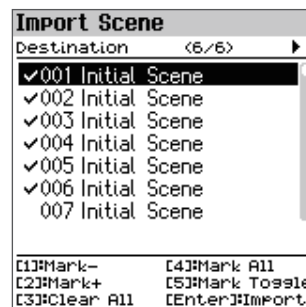 Import Scene
Destination <6/6>
✔001 Initial Scene
✔002 Initial Scene
✔003 Initial Scene
✔004 Initial Scene
✔005 Initial Scene
✔006 Initial Scene
007 Initial Scene
[1]:Mark- [4]:Mark All
[2]:Mark+ [5]:Mark Toggle
[3]:Clear All [Enter]:Import